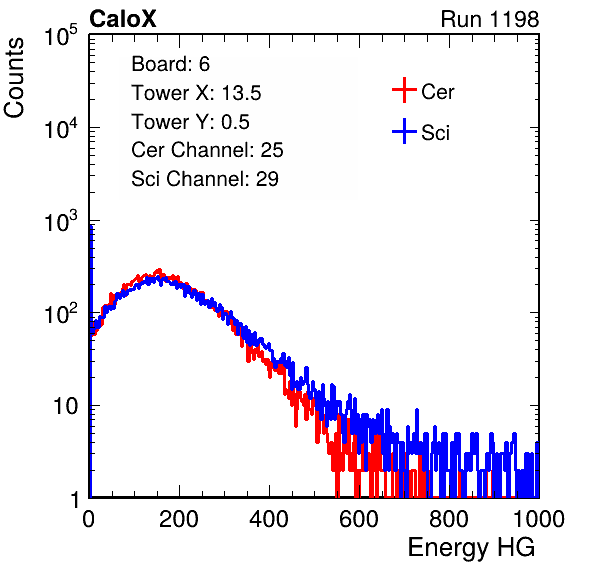 CaloX Run 1198
Counts
Board: 6
Tower X: 13.5
Tower Y: 0.5
Cer Channel: 25
Sci Channel: 29
Cer
Sci
10^5
10^4
10^3
10^2
10
1
0 200 400 600 800 1000
Energy HG